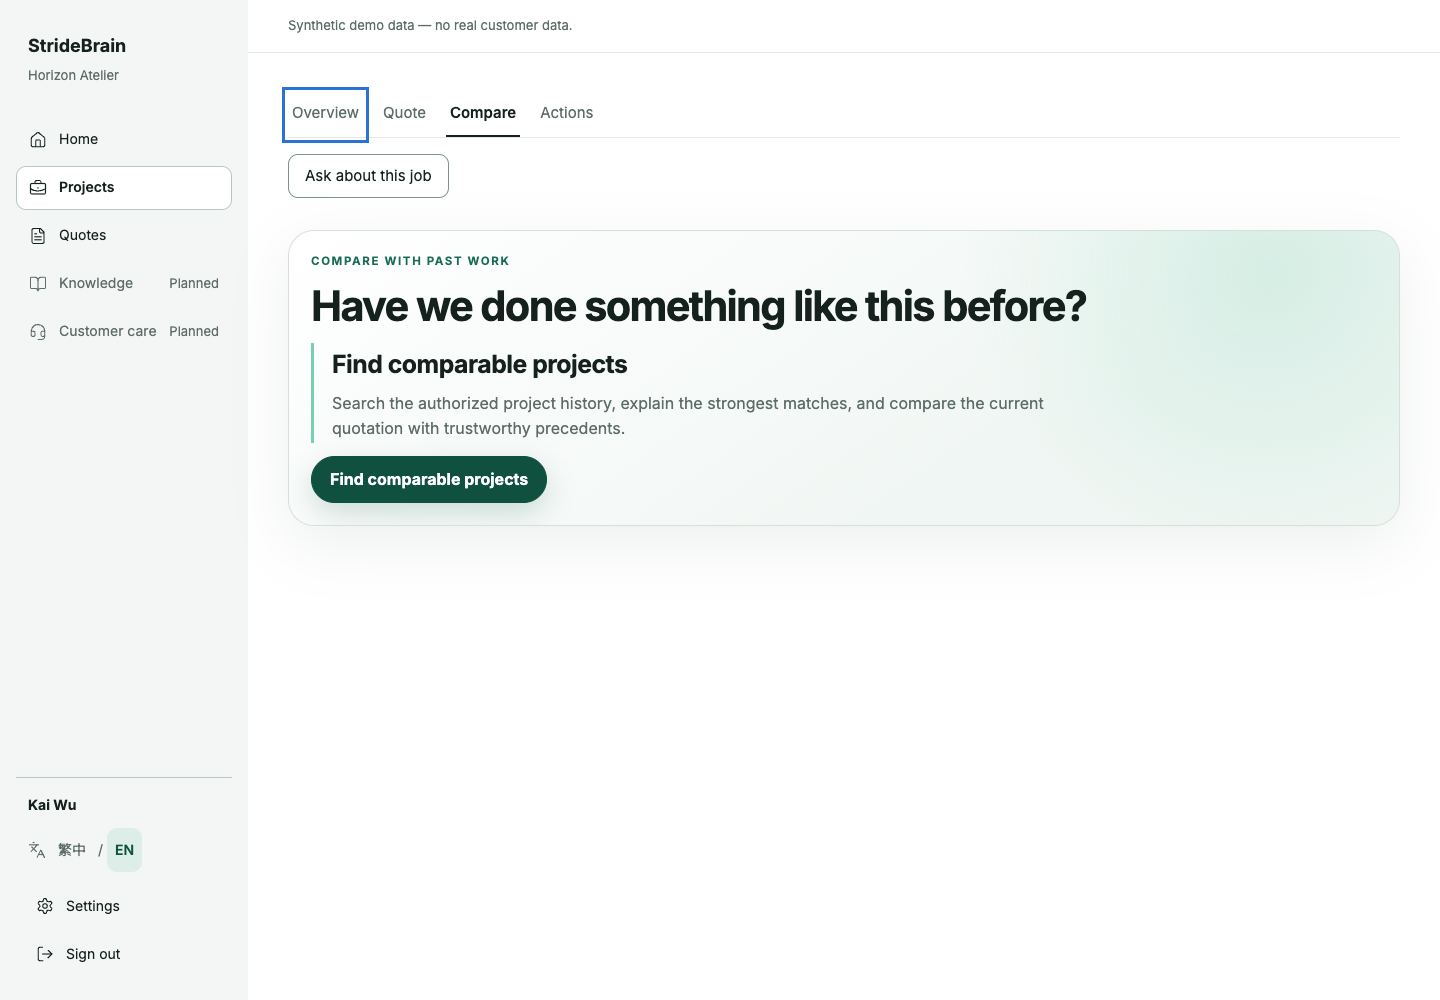 StrideBrain
Horizon Atelier
Home
Projects
Quotes
Knowledge Planned
Customer care Planned
Kai Wu
繁中 / EN
Settings
Sign out
Synthetic demo data — no real customer data.
Overview Quote Compare Actions
Ask about this job
COMPARE WITH PAST WORK
Have we done something like this before?
Find comparable projects
Search the authorized project history, explain the strongest matches, and compare the current
quotation with trustworthy precedents.
Find comparable projects